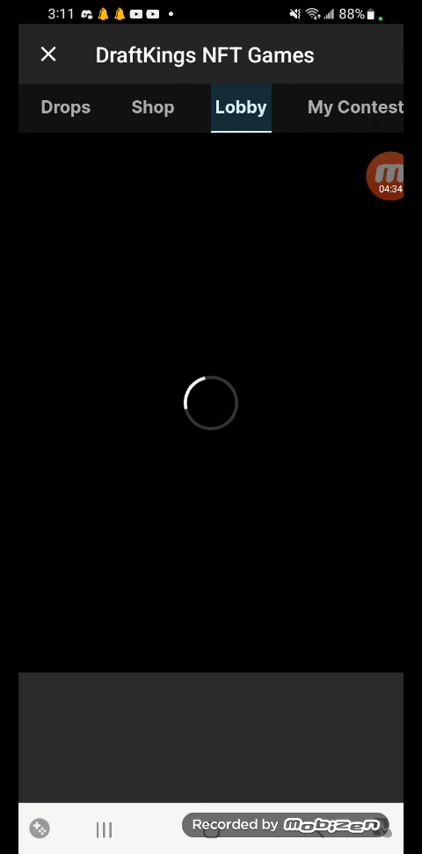 3:11 88%
DraftKings NFT Games
Drops Shop Lobby My Contest
04:34
Recorded by mobizen